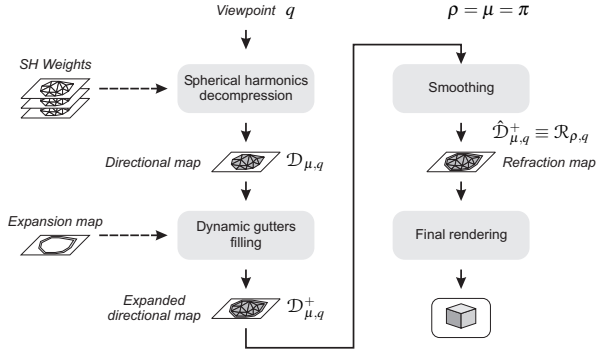 Viewpoint q
SH Weights
Spherical harmonics
decompression
Directional map 𝒟μ,q
Expansion map
Dynamic gutters
filling
Expanded
directional map 𝒟⁺μ,q
ρ = μ = π
Smoothing
𝒟̂⁺μ,q ≡ ℛρ,q
Refraction map
Final rendering